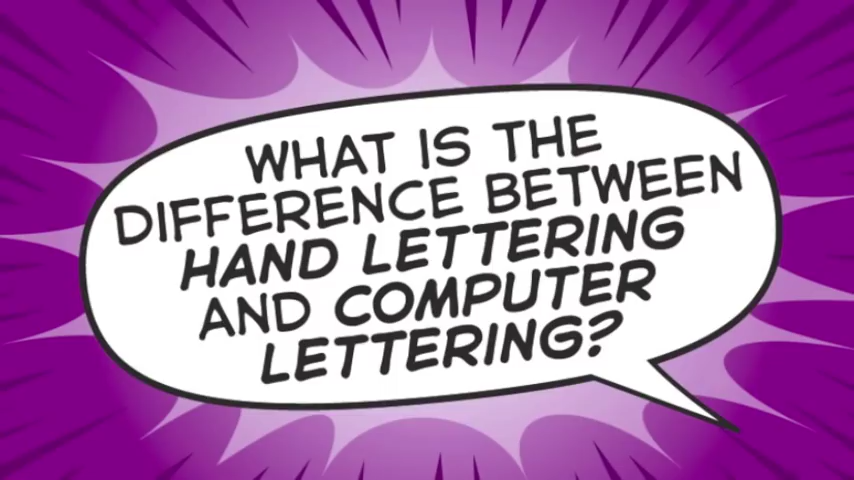 WHAT IS THE
DIFFERENCE BETWEEN
HAND LETTERING
AND COMPUTER
LETTERING?